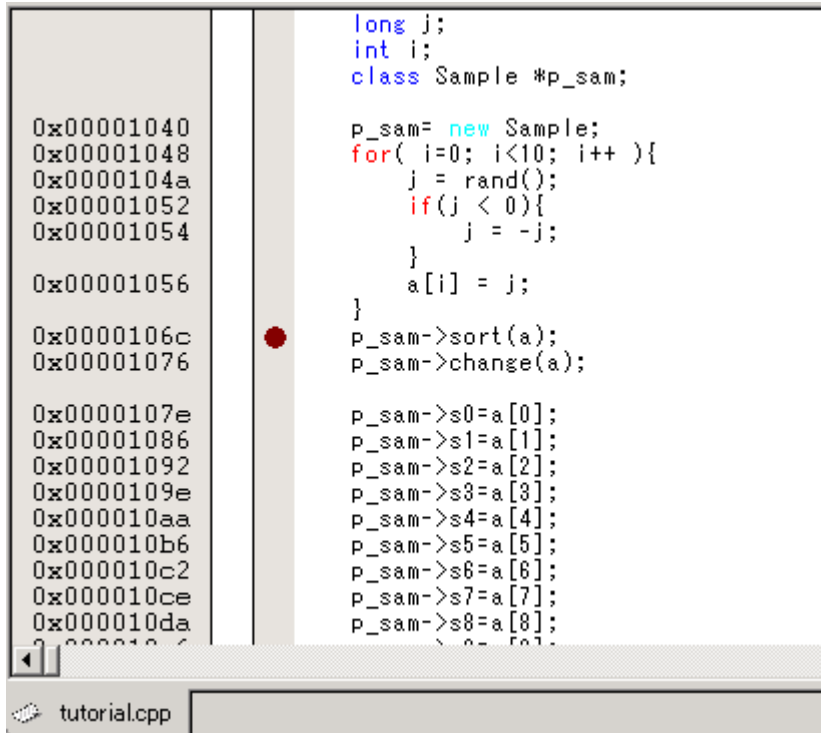 long j;
int i;
class Sample *p_sam;
0x00001040 p_sam= new Sample;
0x00001048 for( i=0; i<10; i++ ){
0x0000104a j = rand();
0x00001052 if(j < 0){
0x00001054 j = -j;
}
0x00001056 a[i] = j;
}
0x0000106c p_sam->sort(a);
0x00001076 p_sam->change(a);
0x0000107e p_sam->s0=a[0];
0x00001086 p_sam->s1=a[1];
0x00001092 p_sam->s2=a[2];
0x0000109e p_sam->s3=a[3];
0x000010aa p_sam->s4=a[4];
0x000010b6 p_sam->s5=a[5];
0x000010c2 p_sam->s6=a[6];
0x000010ce p_sam->s7=a[7];
0x000010da p_sam->s8=a[8];
tutorial.cpp